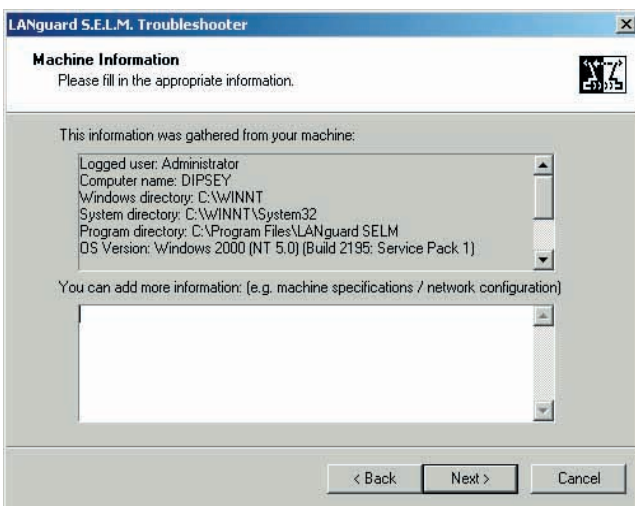 LANguard S.E.L.M. Troubleshooter
Machine Information
Please fill in the appropriate information.
This information was gathered from your machine:
Logged user: Administrator
Computer name: DIPSEY
Windows directory: C:\WINNT
System directory: C:\WINNT\System32
Program directory: C:\Program Files\LANguard SELM
OS Version: Windows 2000 (NT 5.0) (Build 2195: Service Pack 1)
You can add more information: (e.g. machine specifications / network configuration)
< Back Next > Cancel